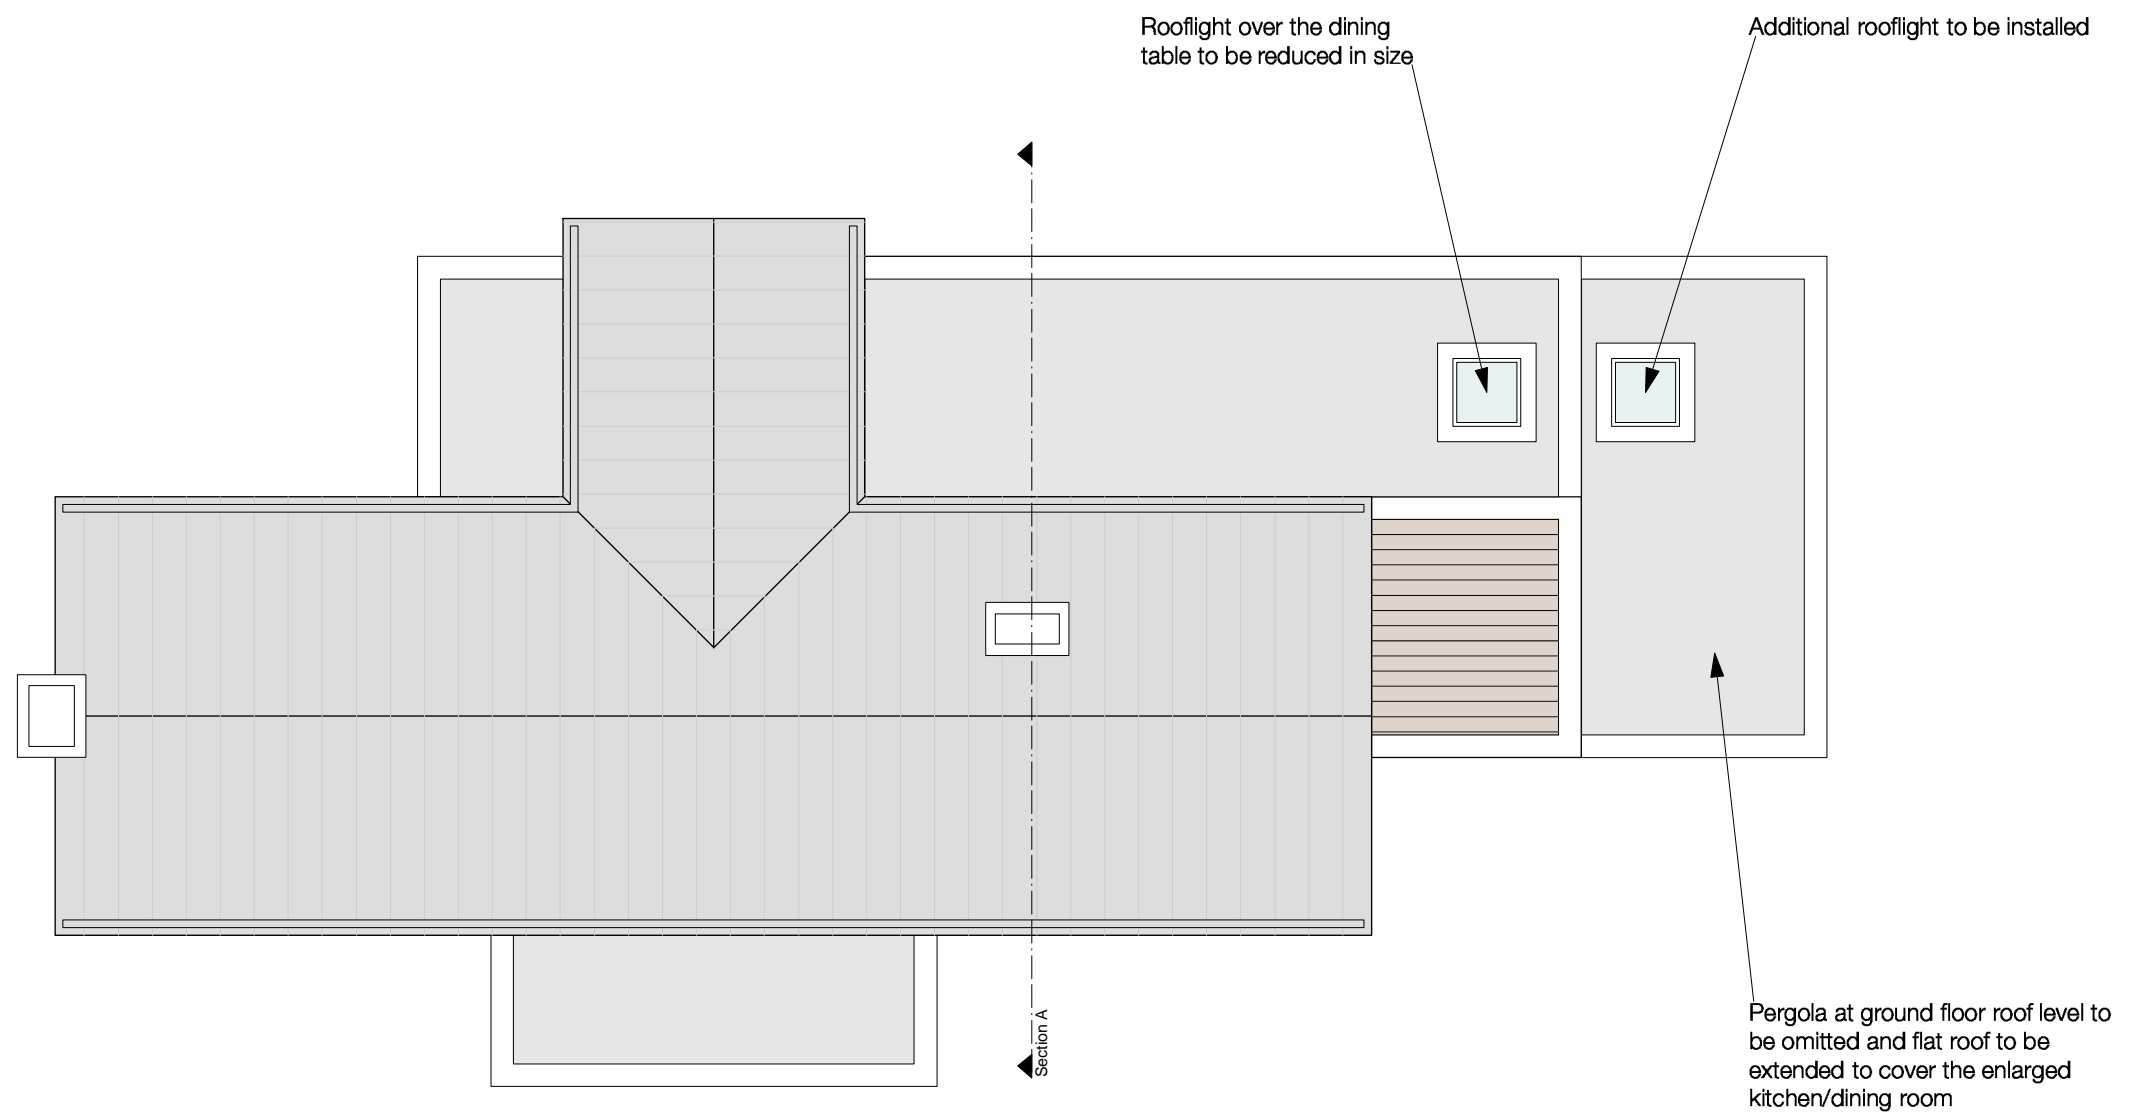 Rooflight over the dining
table to be reduced in size
Additional rooflight to be installed
Section A
Pergola at ground floor roof level to
be omitted and flat roof to be
extended to cover the enlarged
kitchen/dining room